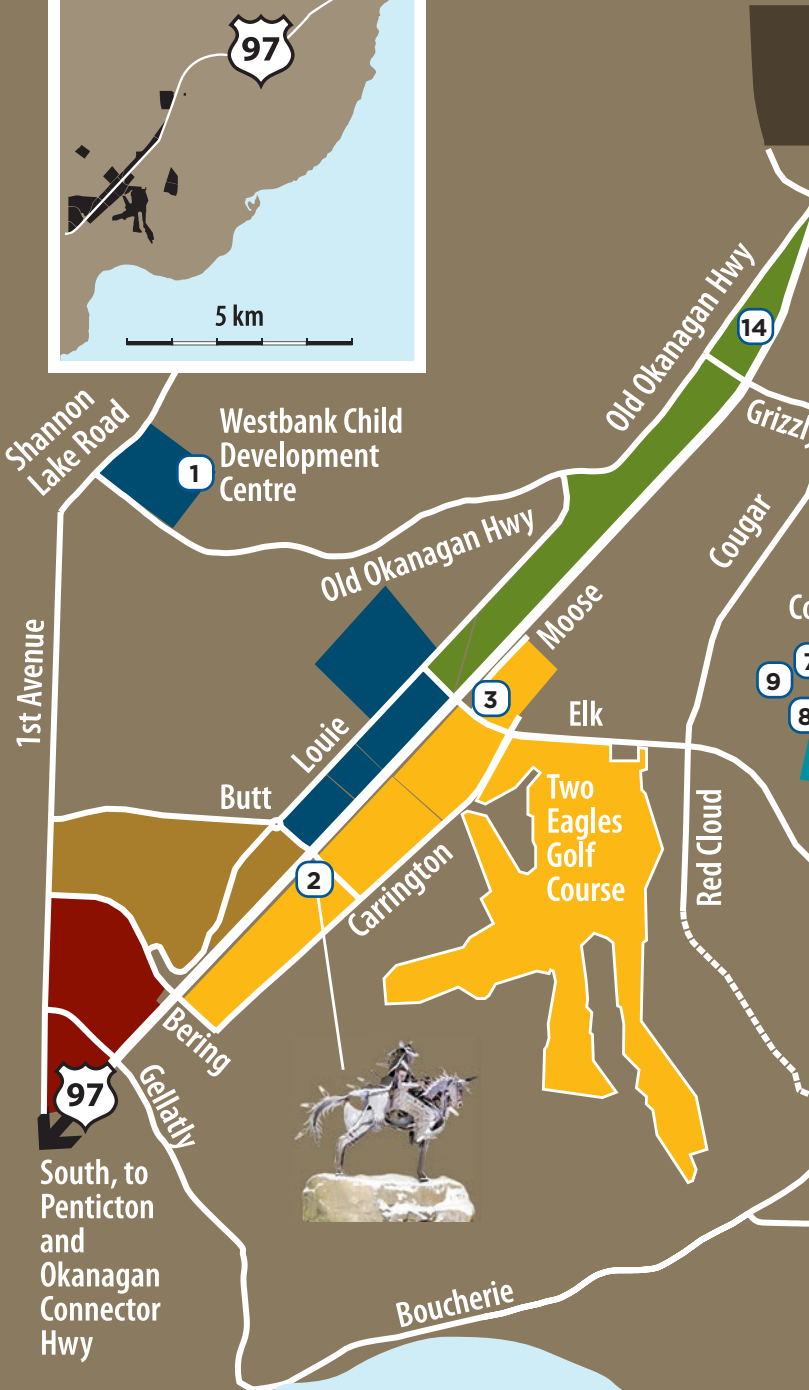 97
5 km
Old Okanagan Hwy
14
Shannon
Lake Road
Westbank Child
Development
Centre
1
Cougar
Old Okanagan Hwy
Moose
1st Avenue
9
8
3
Elk
Louie
Butt
Two
Eagles
Golf
Course
Red Cloud
2
Carrington
Bering
Gellatly
97
South, to
Penticton
and
Okanagan
Connector
Hwy
Boucherie